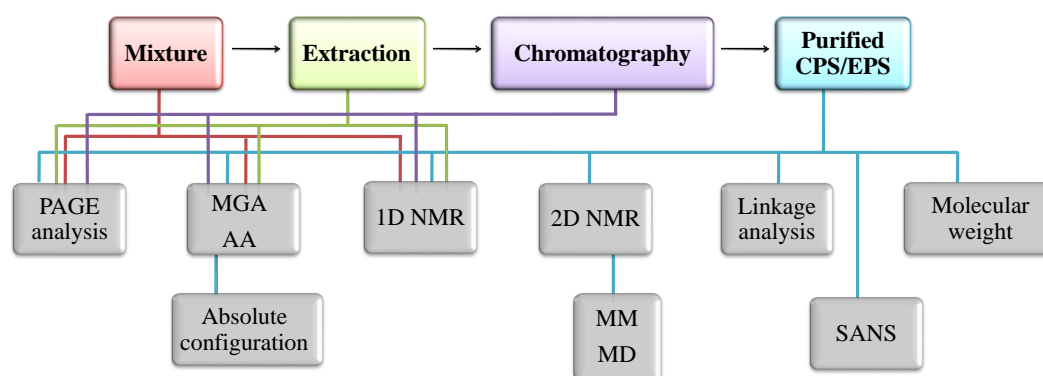 Mixture
Extraction
Chromatography
Purified
CPS/EPS
PAGE
analysis
MGA
AA
1D NMR
2D NMR
Linkage
analysis
Molecular
weight
Absolute
configuration
MM
MD
SANS